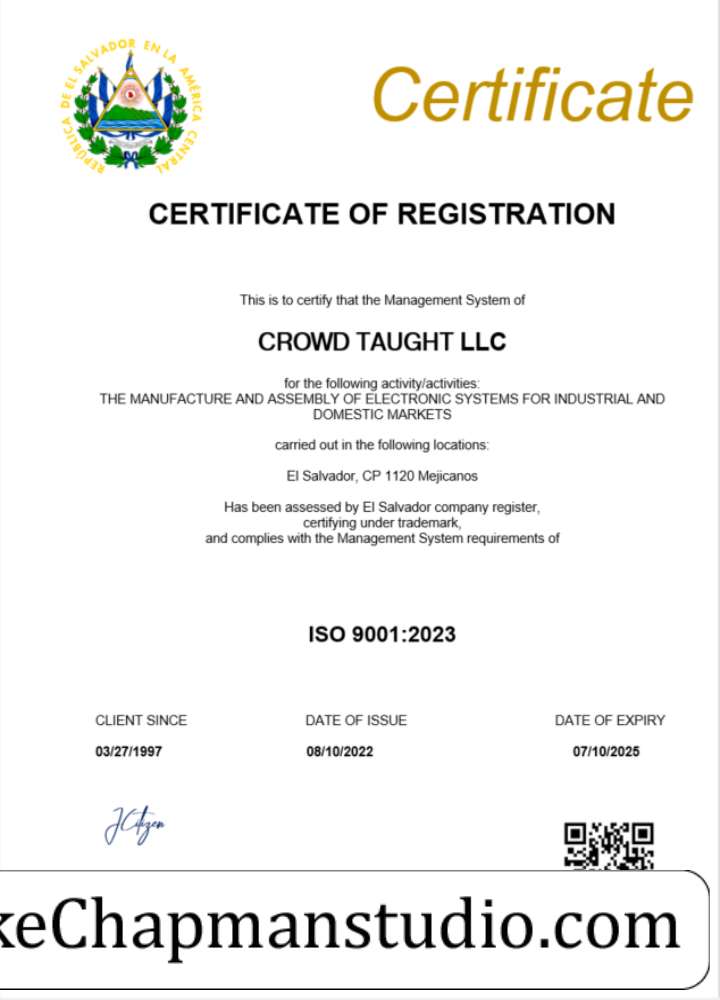 REPÚBLICA DE EL SALVADOR EN LA AMÉRICA CENTRAL
Certificate
CERTIFICATE OF REGISTRATION
This is to certify that the Management System of
CROWD TAUGHT LLC
for the following activity/activities:
THE MANUFACTURE AND ASSEMBLY OF ELECTRONIC SYSTEMS FOR INDUSTRIAL AND
DOMESTIC MARKETS
carried out in the following locations:
El Salvador, CP 1120 Mejicanos
Has been assessed by El Salvador company register,
certifying under trademark,
and complies with the Management System requirements of
ISO 9001:2023
CLIENT SINCE DATE OF ISSUE DATE OF EXPIRY
03/27/1997 08/10/2022 07/10/2025
JCitizen
keChapmanstudio.com